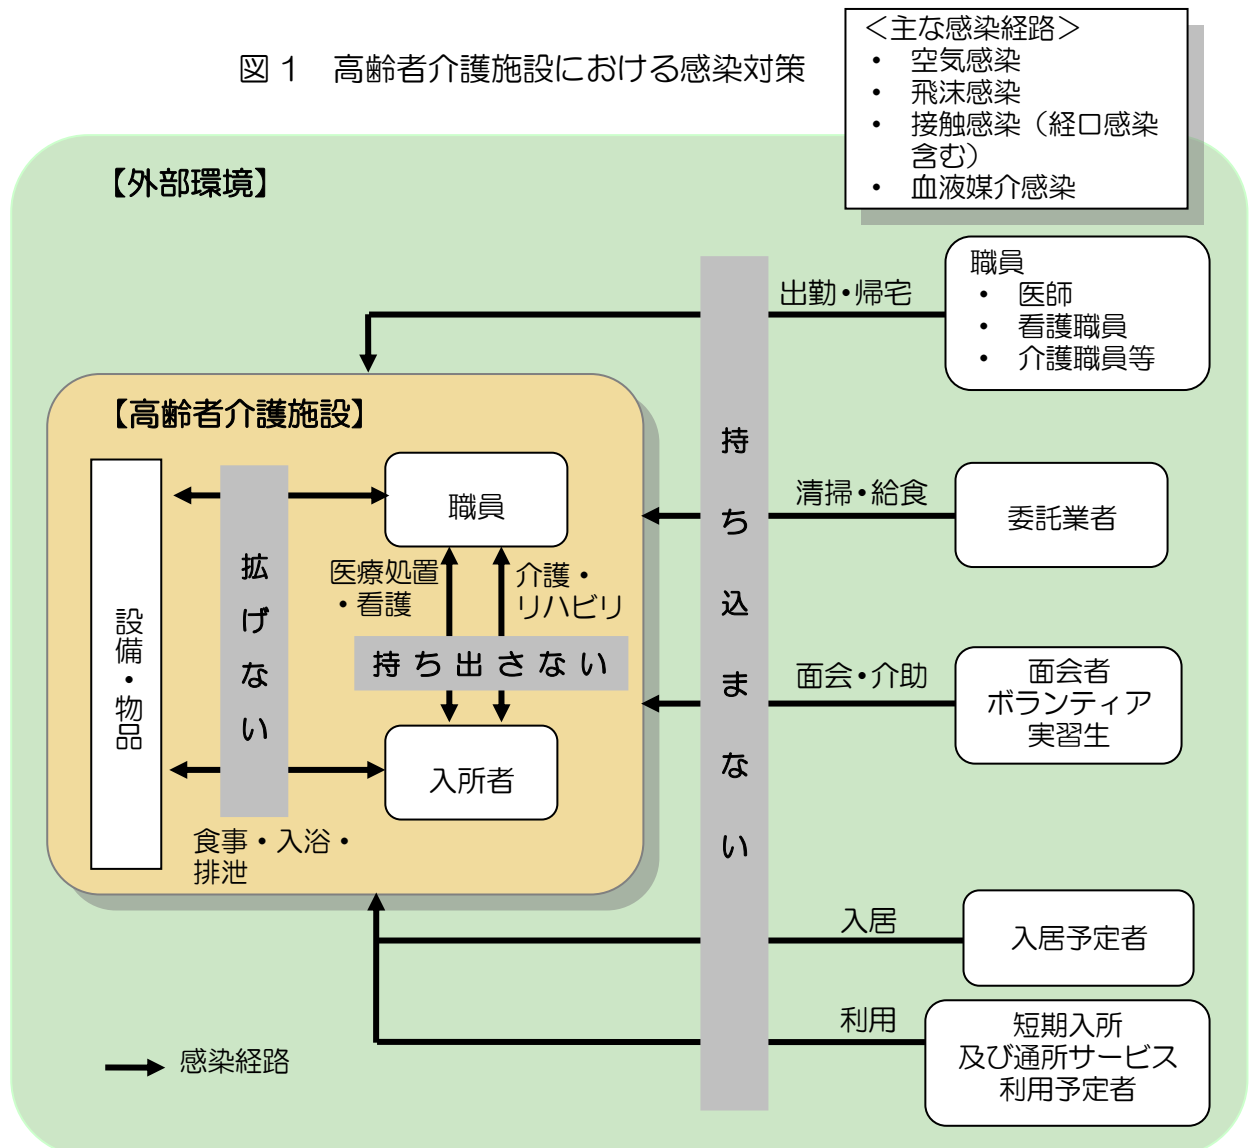 図1 高齢者介護施設における感染対策
＜主な感染経路＞
・ 空気感染
・ 飛沫感染
・ 接触感染（経口感染
含む）
・ 血液媒介感染
【外部環境】
職員
・ 医師
・ 看護職員
・ 介護職員等
出勤・帰宅
持ち込まない
【高齢者介護施設】
設備・物品
拡げない
職員
医療処置
・看護
介護・
リハビリ
持ち出さない
入所者
食事・入浴・
排泄
清掃・給食
委託業者
面会・介助
面会者
ボランティア
実習生
入居
入居予定者
利用
短期入所
及び通所サービス
利用予定者
感染経路